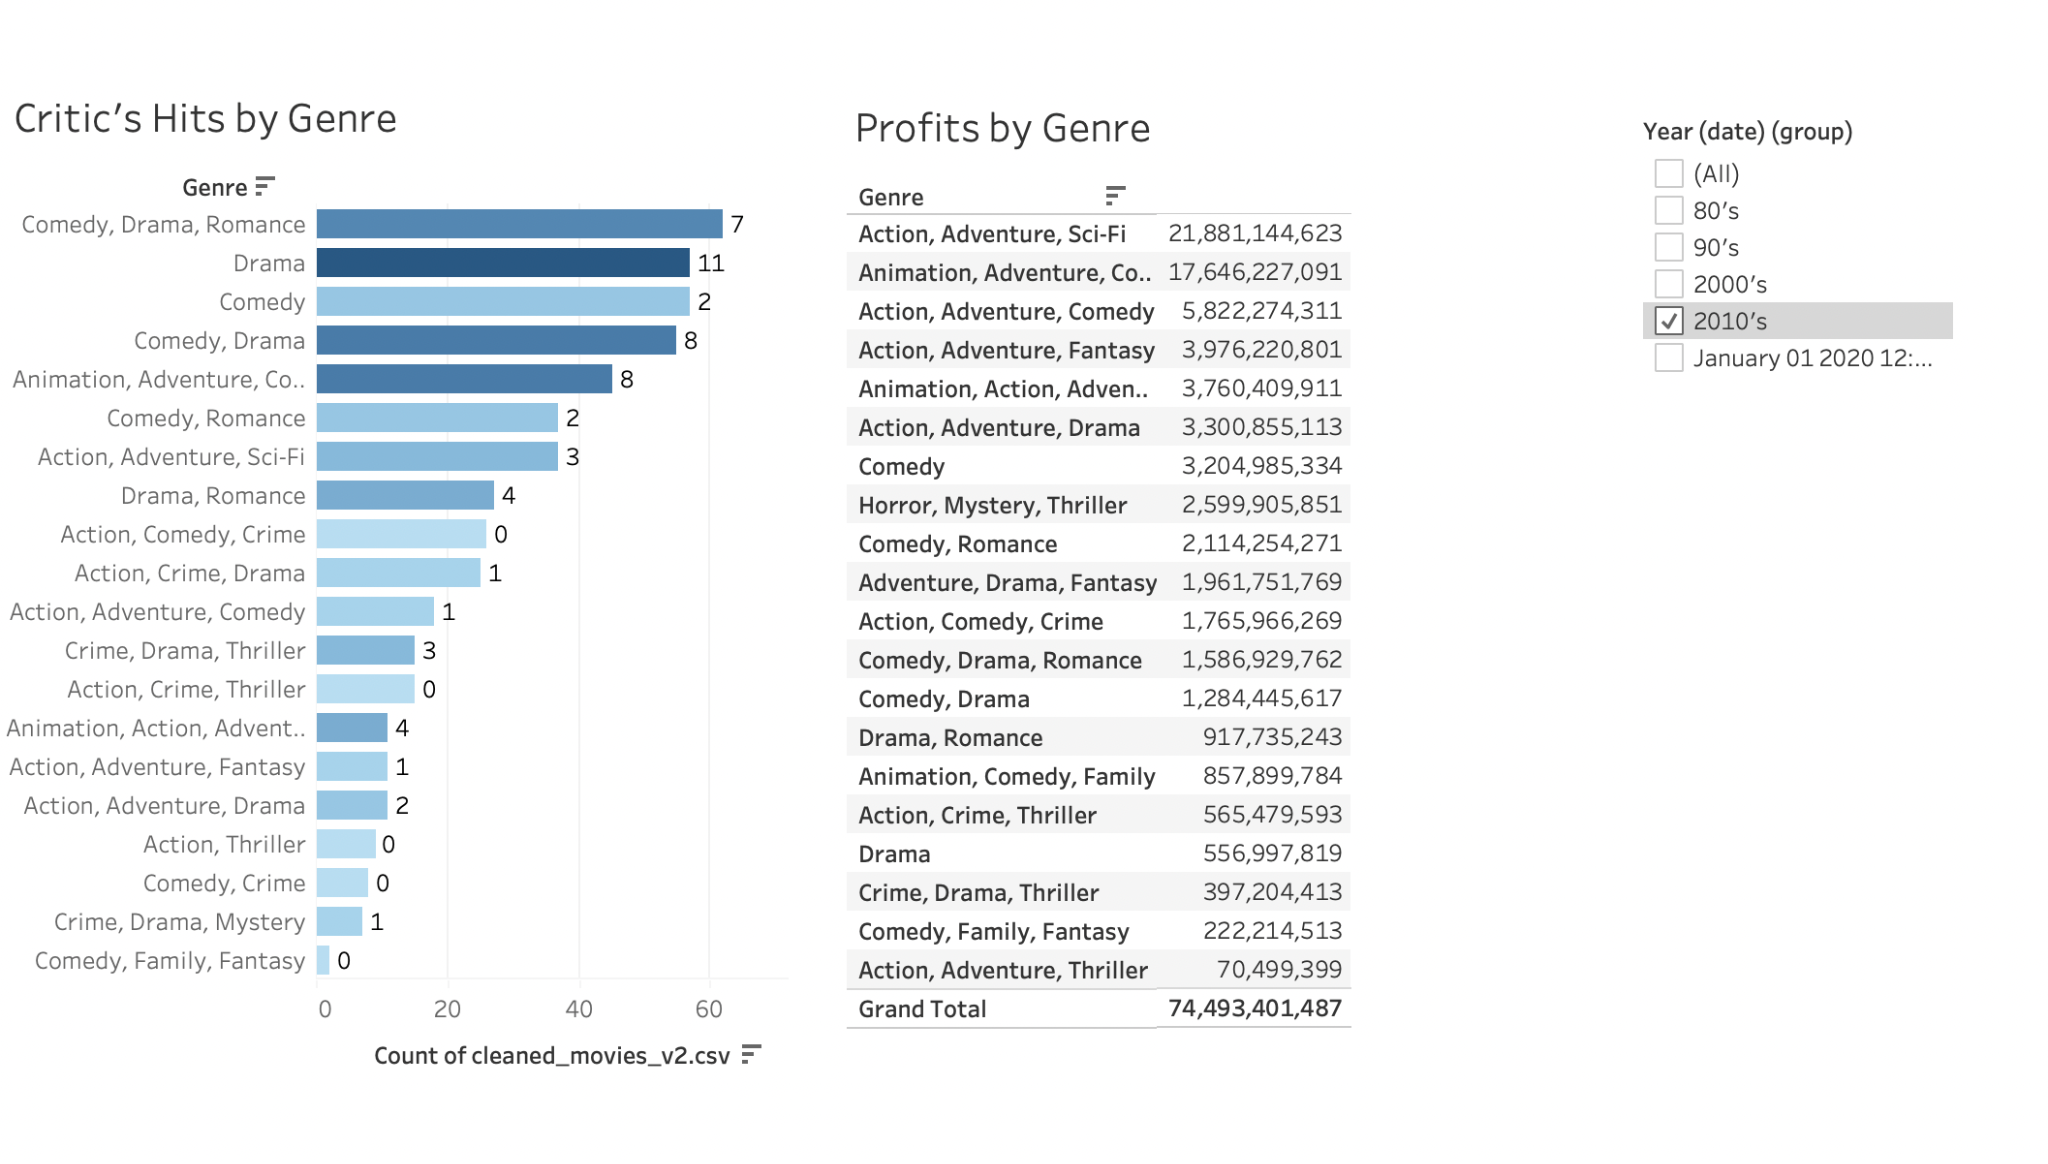 Critic's Hits by Genre
Genre
Comedy, Drama, Romance 7
Drama 11
Comedy 2
Comedy, Drama 8
Animation, Adventure, Co.. 8
Comedy, Romance 2
Action, Adventure, Sci-Fi 3
Drama, Romance 4
Action, Comedy, Crime 0
Action, Crime, Drama 1
Action, Adventure, Comedy 1
Crime, Drama, Thriller 3
Action, Crime, Thriller 0
Animation, Action, Advent.. 4
Action, Adventure, Fantasy 1
Action, Adventure, Drama 2
Action, Thriller 0
Comedy, Crime 0
Crime, Drama, Mystery 1
Comedy, Family, Fantasy 0
0 20 40 60
Count of cleaned_movies_v2.csv
Profits by Genre
Genre
Action, Adventure, Sci-Fi 21,881,144,623
Animation, Adventure, Co.. 17,646,227,091
Action, Adventure, Comedy 5,822,274,311
Action, Adventure, Fantasy 3,976,220,801
Animation, Action, Adven.. 3,760,409,911
Action, Adventure, Drama 3,300,855,113
Comedy 3,204,985,334
Horror, Mystery, Thriller 2,599,905,851
Comedy, Romance 2,114,254,271
Adventure, Drama, Fantasy 1,961,751,769
Action, Comedy, Crime 1,765,966,269
Comedy, Drama, Romance 1,586,929,762
Comedy, Drama 1,284,445,617
Drama, Romance 917,735,243
Animation, Comedy, Family 857,899,784
Action, Crime, Thriller 565,479,593
Drama 556,997,819
Crime, Drama, Thriller 397,204,413
Comedy, Family, Fantasy 222,214,513
Action, Adventure, Thriller 70,499,399
Grand Total 74,493,401,487
Year (date) (group)
(All)
80's
90's
2000's
2010's
January 01 2020 12:...